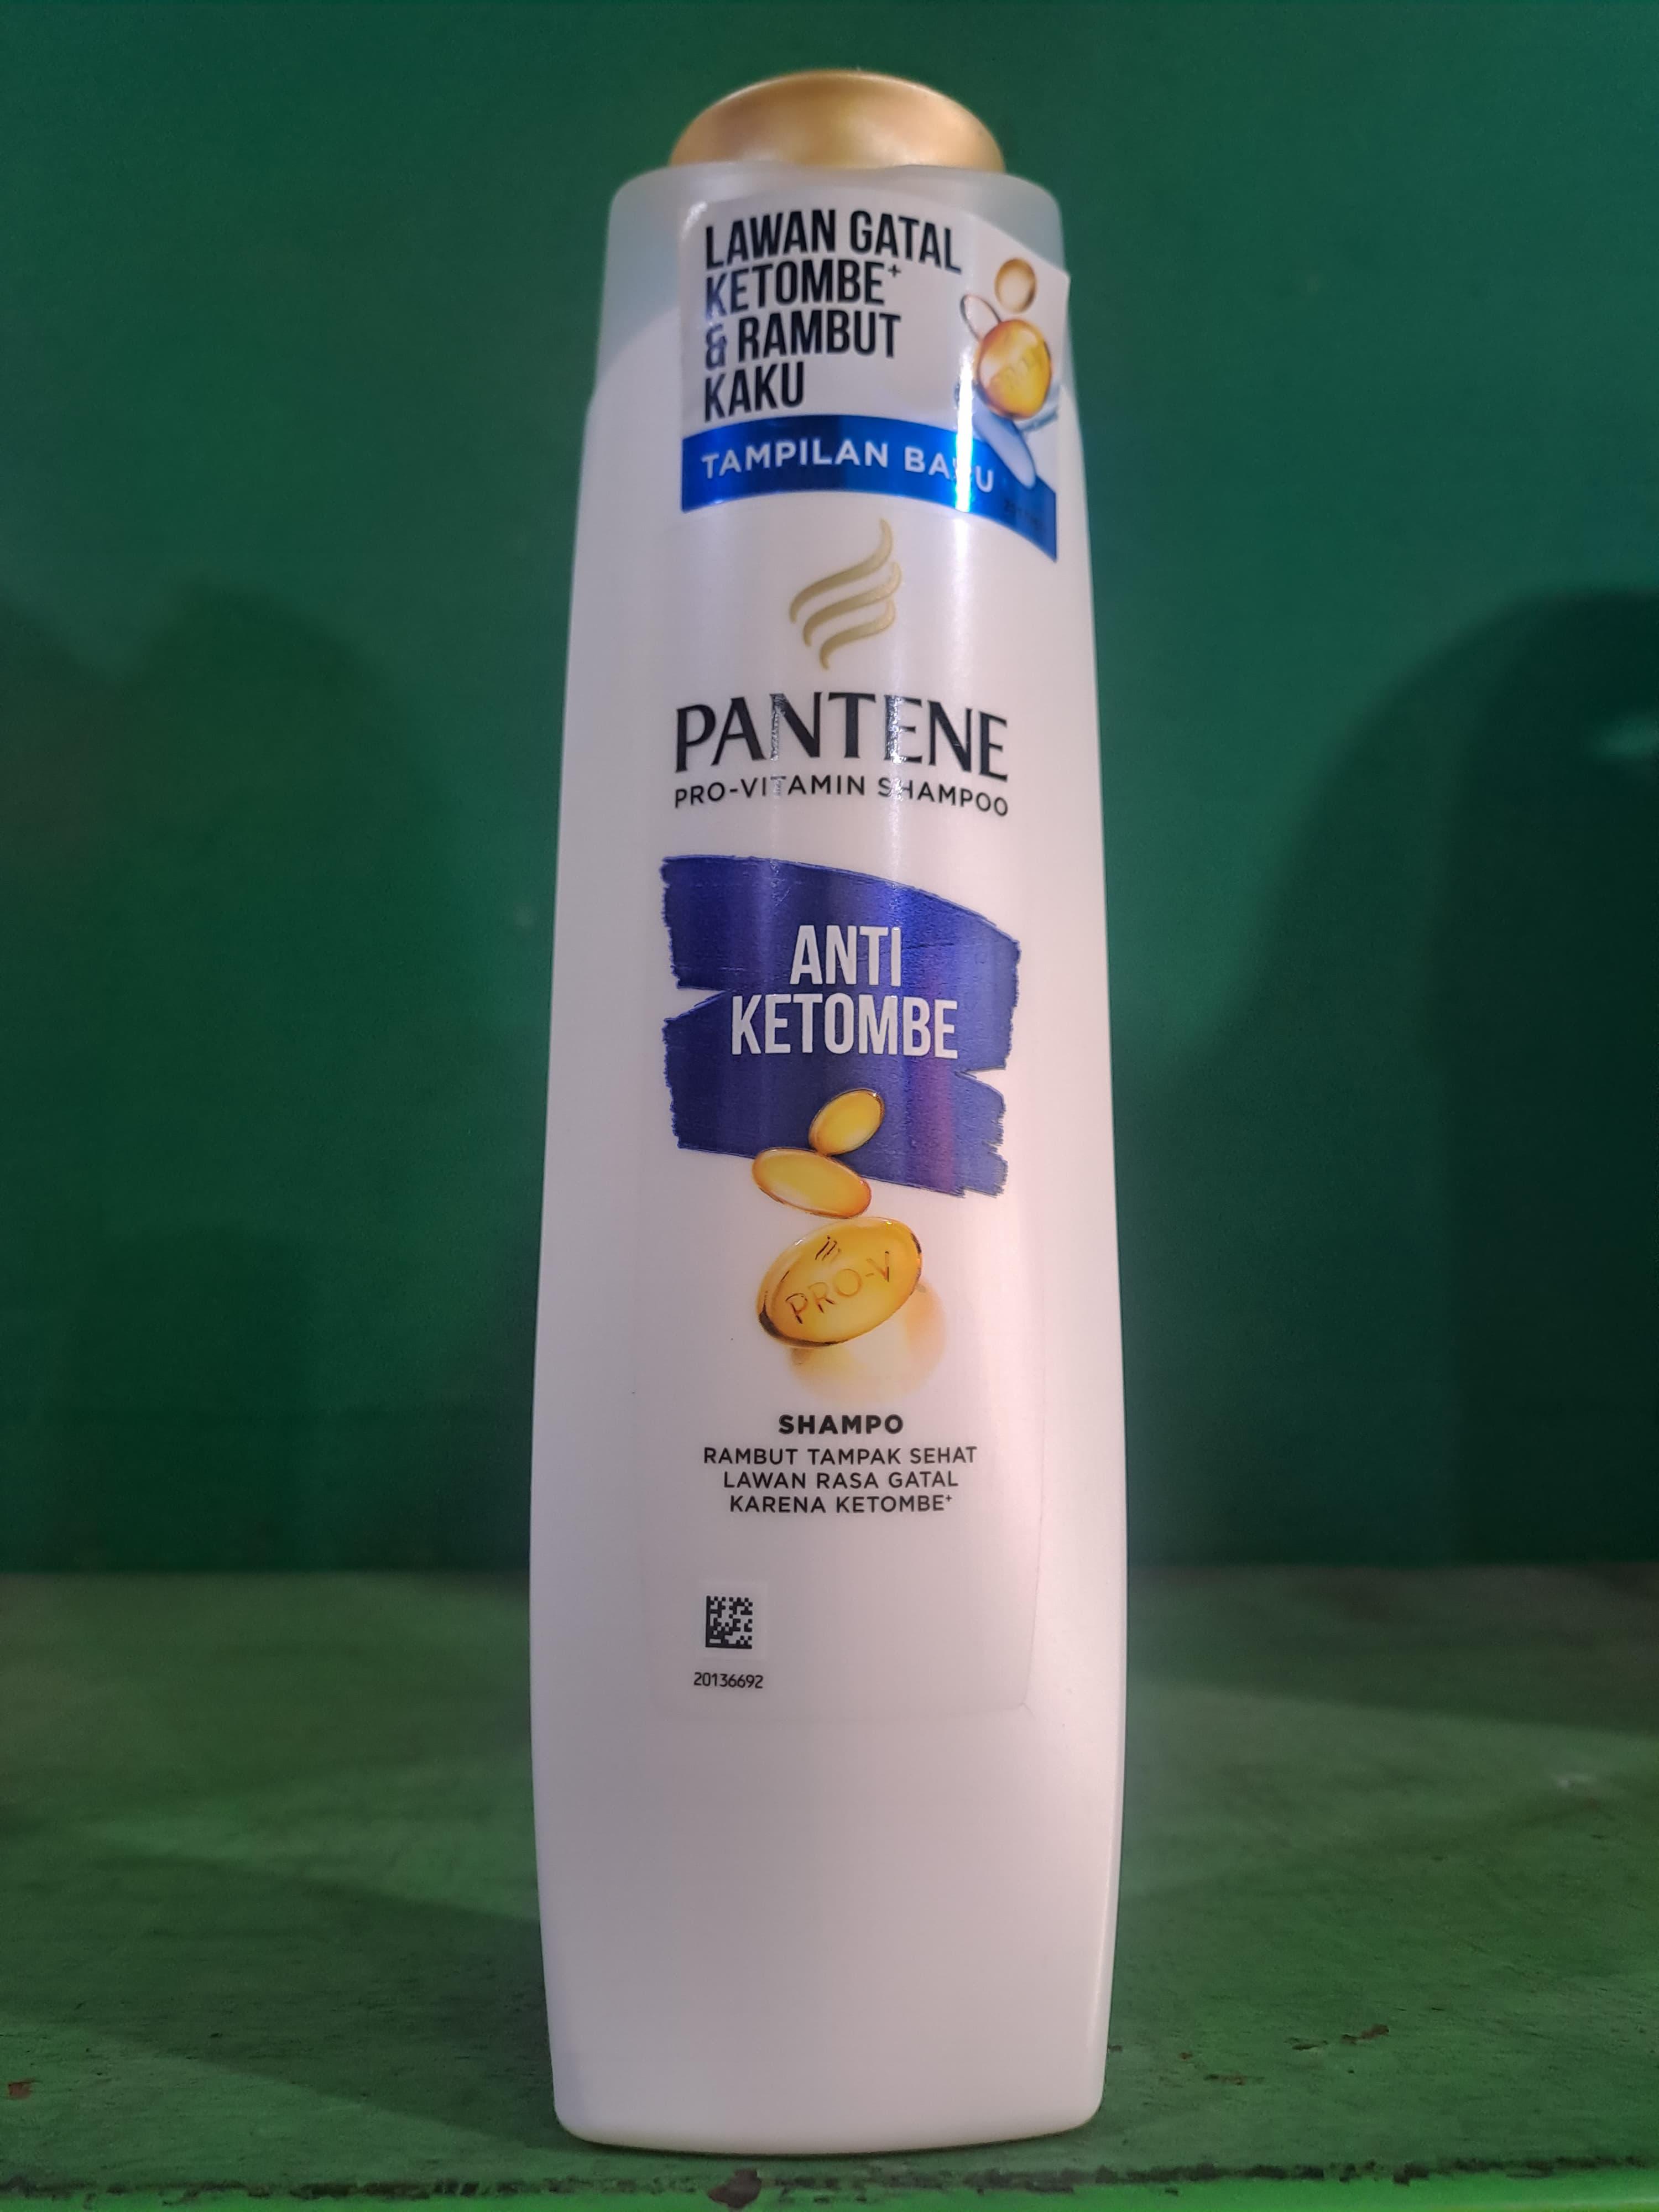 LAWAN GATAL
KETOMBE⁺
& RAMBUT
KAKU
TAMPILAN BARU
PANTENE
PRO-VITAMIN SHAMPOO
ANTI
KETOMBE
PRO-V
SHAMPO
RAMBUT TAMPAK SEHAT
LAWAN RASA GATAL
KARENA KETOMBE⁺
20136692